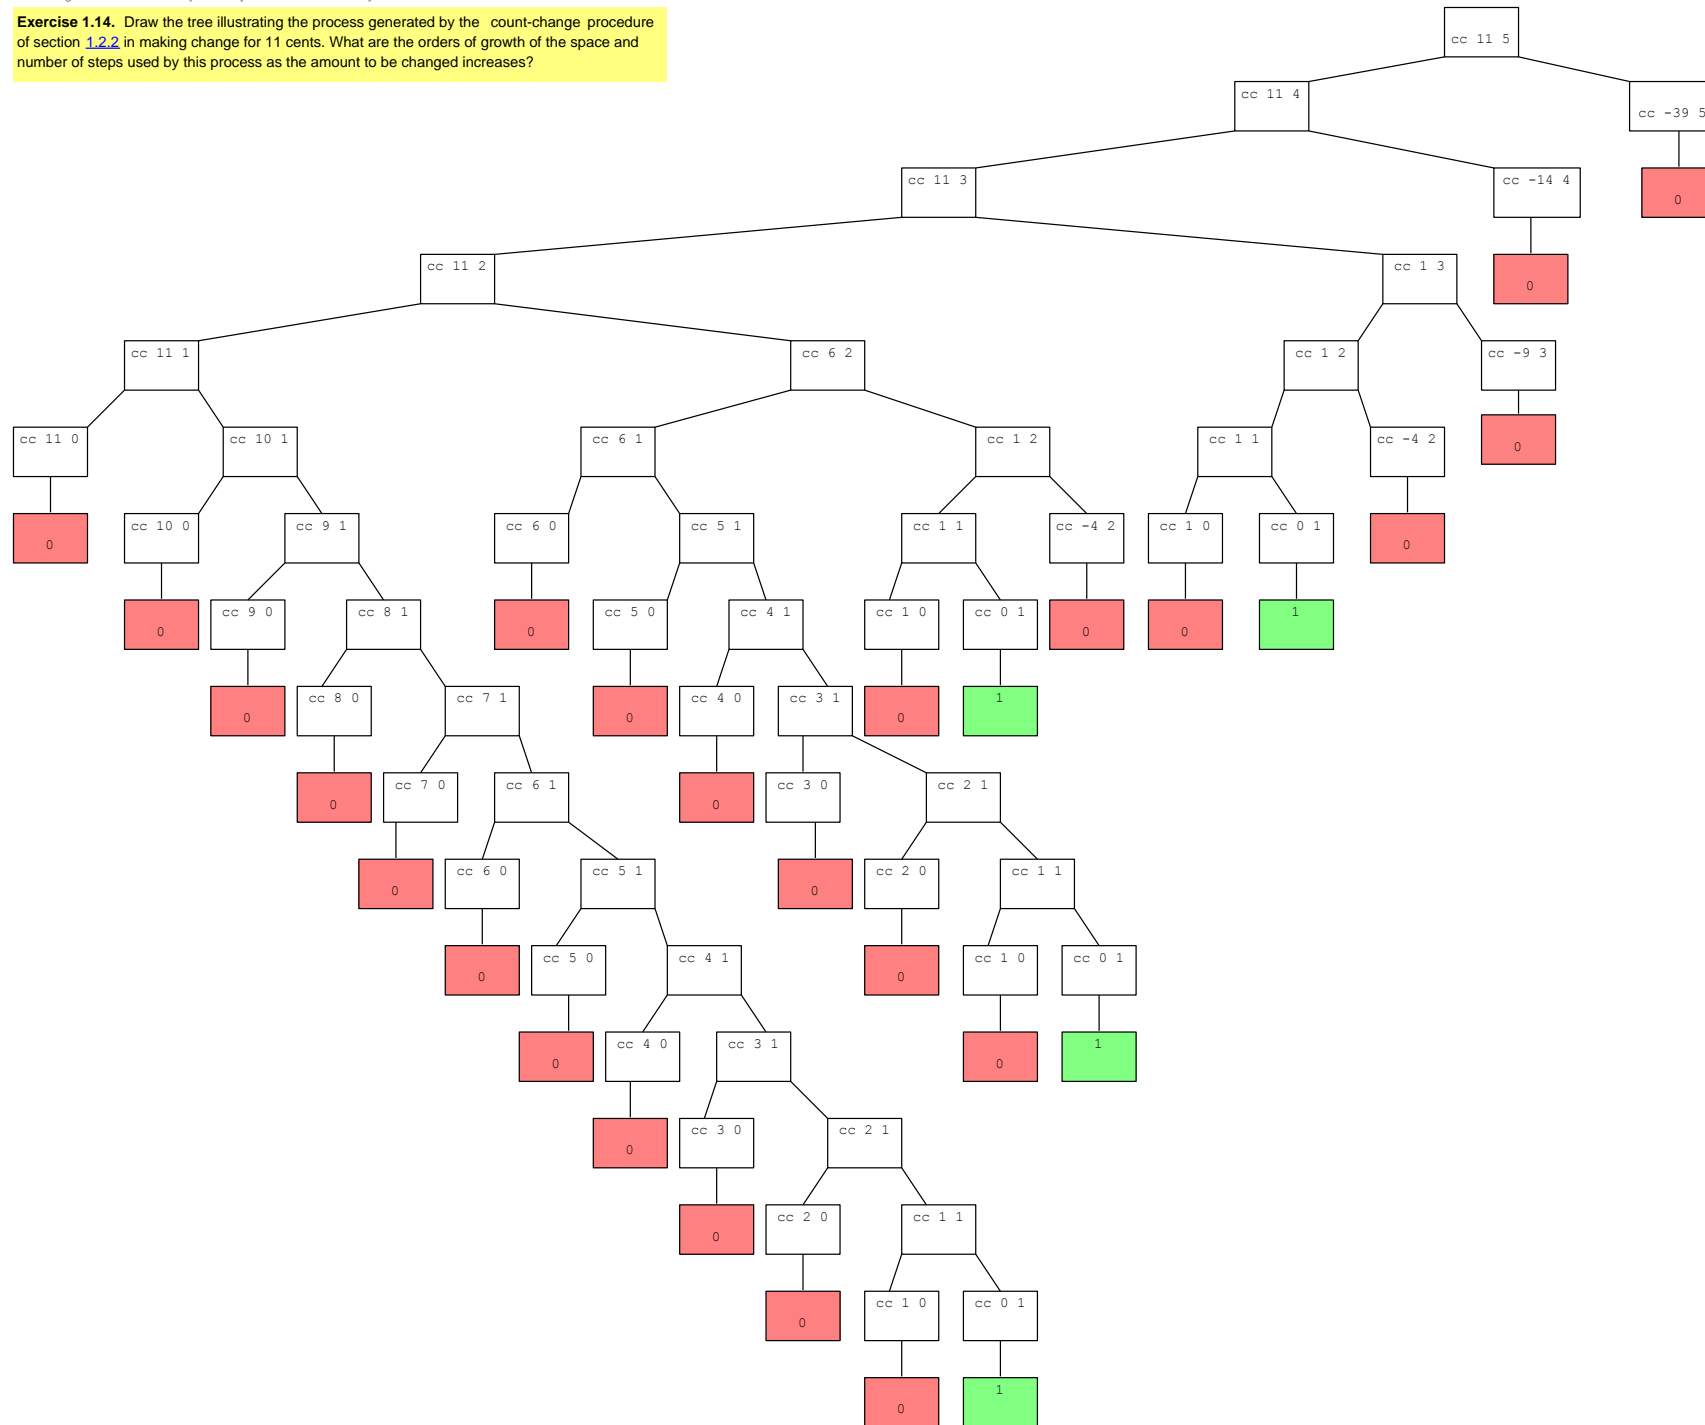 Exercise 1.14. Draw the tree illustrating the process generated by the count-change procedure
of section 1.2.2 in making change for 11 cents. What are the orders of growth of the space and
number of steps used by this process as the amount to be changed increases?
cc 11 5
cc 11 4
cc -39 5
cc 11 3
cc -14 4
0
cc 11 2
cc 1 3
0
cc 11 1
cc 6 2
cc 1 2
cc -9 3
cc 11 0
cc 10 1
cc 6 1
cc 1 2
cc 1 1
cc -4 2
0
0
cc 10 0
cc 9 1
cc 6 0
cc 5 1
cc 1 1
cc -4 2
cc 1 0
cc 0 1
0
0
cc 9 0
cc 8 1
0
cc 5 0
cc 4 1
cc 1 0
cc 0 1
0
0
1
0
cc 8 0
cc 7 1
0
cc 4 0
cc 3 1
0
1
0
cc 7 0
cc 6 1
0
cc 3 0
cc 2 1
0
cc 6 0
cc 5 1
0
cc 2 0
cc 1 1
0
cc 5 0
cc 4 1
0
cc 1 0
cc 0 1
0
cc 4 0
cc 3 1
0
1
0
cc 3 0
cc 2 1
0
cc 2 0
cc 1 1
0
cc 1 0
cc 0 1
0
1